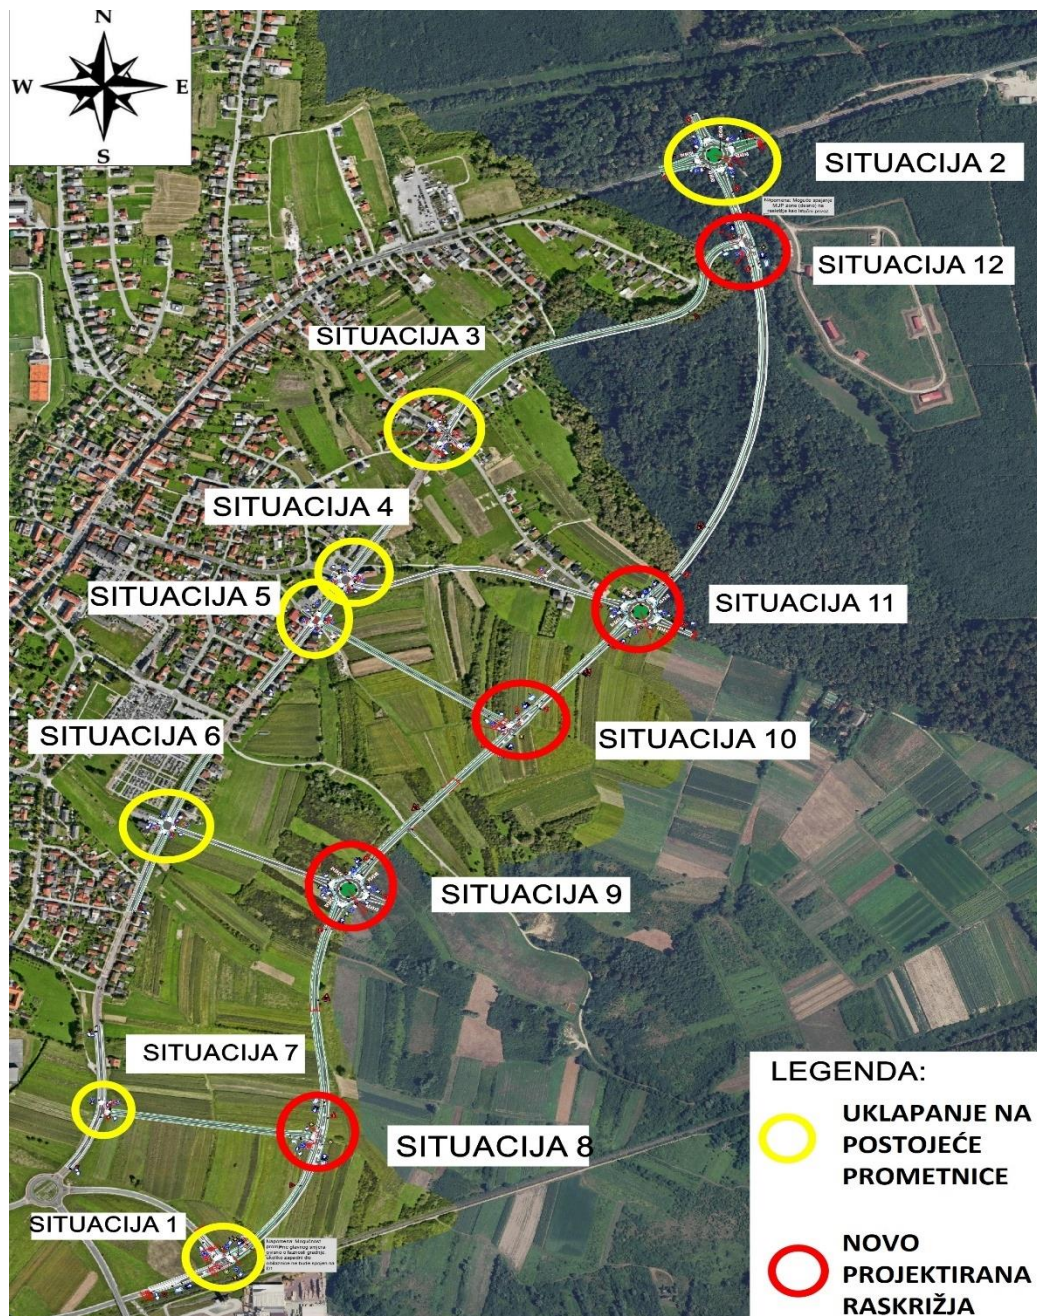 N
W E
S
SITUACIJA 2
SITUACIJA 12
SITUACIJA 3
SITUACIJA 4
SITUACIJA 5
SITUACIJA 11
SITUACIJA 6
SITUACIJA 10
SITUACIJA 9
SITUACIJA 7
SITUACIJA 8
SITUACIJA 1
LEGENDA:
UKLAPANJE NA
POSTOJEĆE
PROMETNICE
NOVO
PROJEKTIRANA
RASKRIŽJA